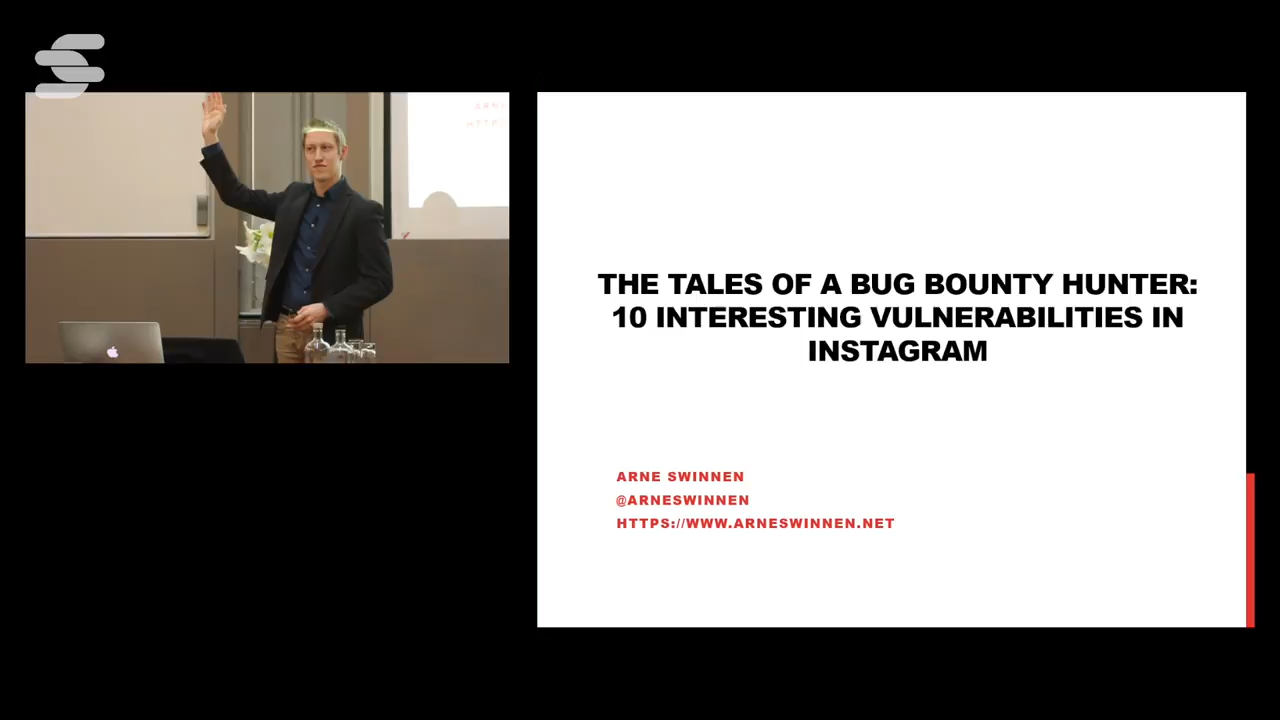 THE TALES OF A BUG BOUNTY HUNTER:
10 INTERESTING VULNERABILITIES IN
INSTAGRAM
ARNE SWINNEN
@ARNESWINNEN
HTTPS://WWW.ARNESWINNEN.NET